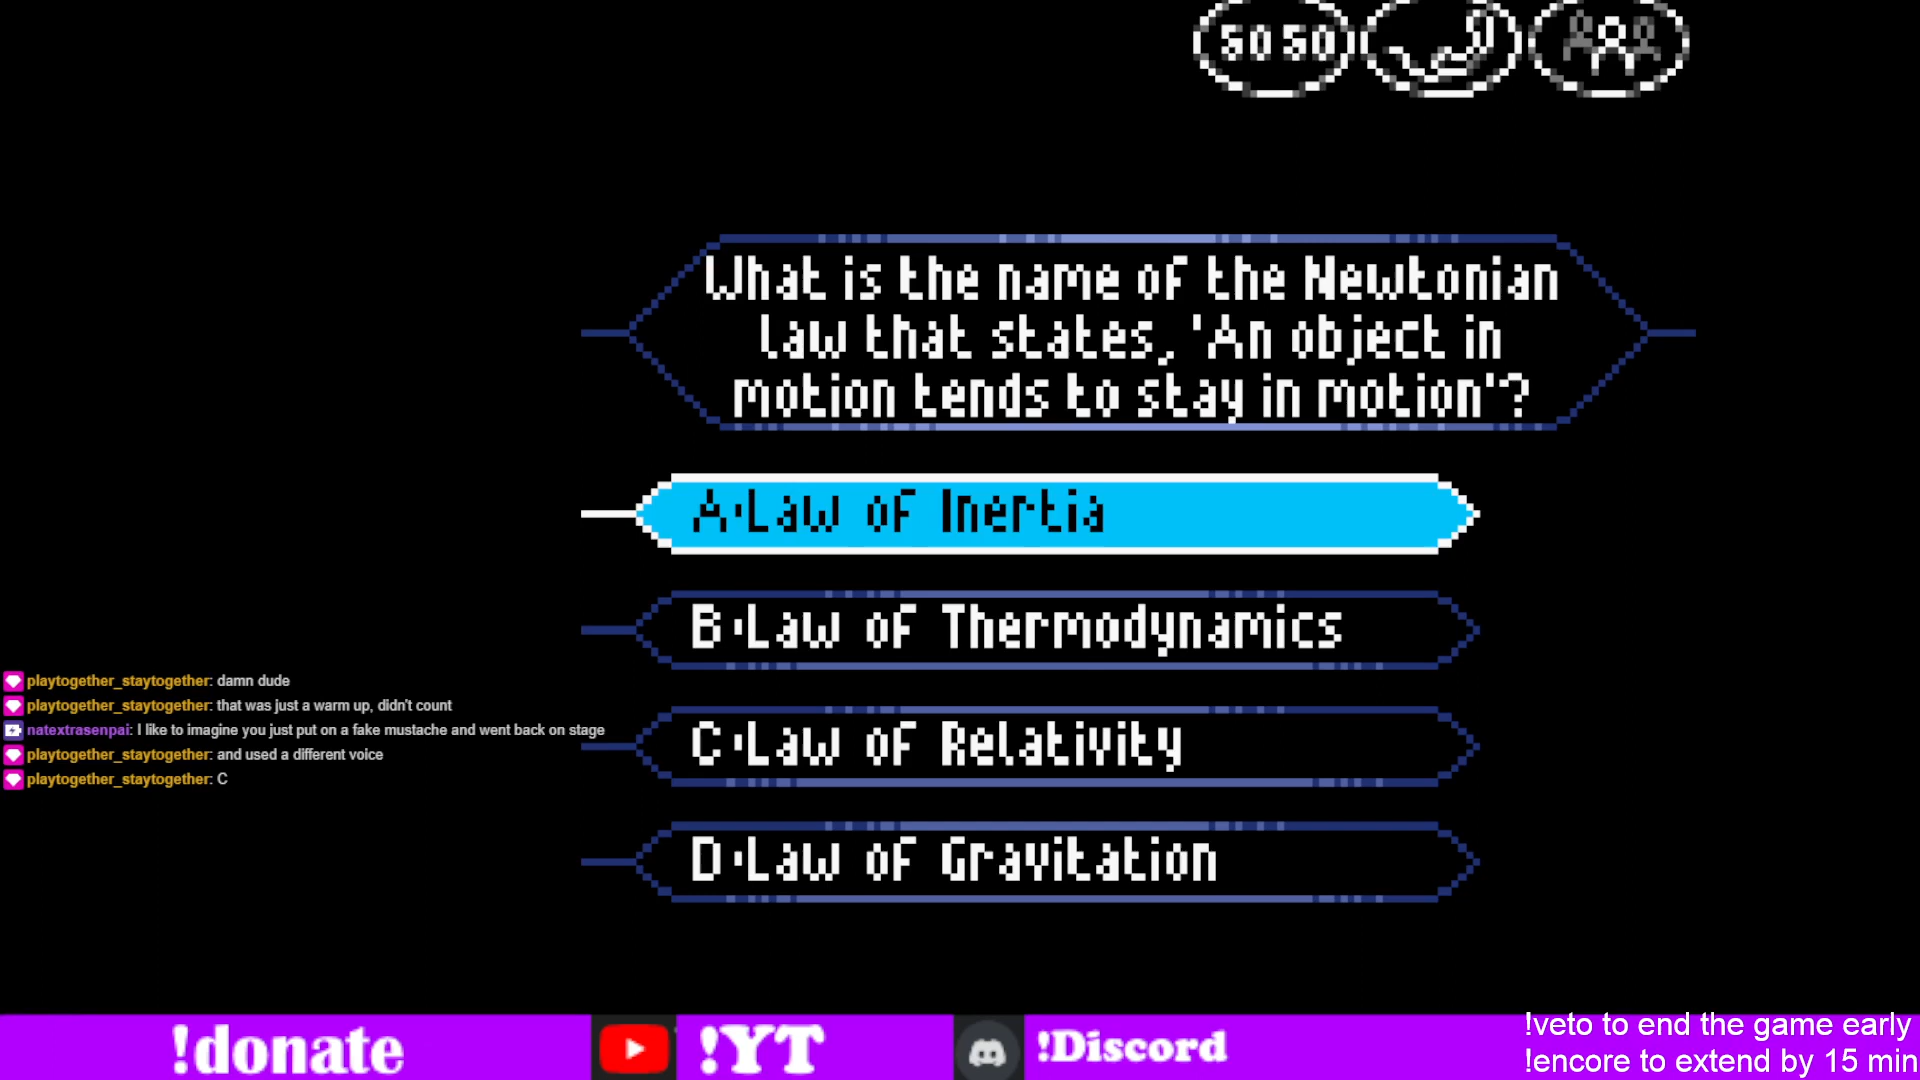 50 50
What is the name of the Newtonian
law that states, 'An object in
motion tends to stay in motion'?
A·Law of Inertia
B·Law of Thermodynamics
C·Law of Relativity
D·Law of Gravitation
playtogether_staytogether: damn dude
playtogether_staytogether: that was just a warm up, didn't count
natextrasenpai: I like to imagine you just put on a fake mustache and went back on stage
playtogether_staytogether: and used a different voice
playtogether_staytogether: C
!donate
!YT
!Discord
!veto to end the game early
!encore to extend by 15 min